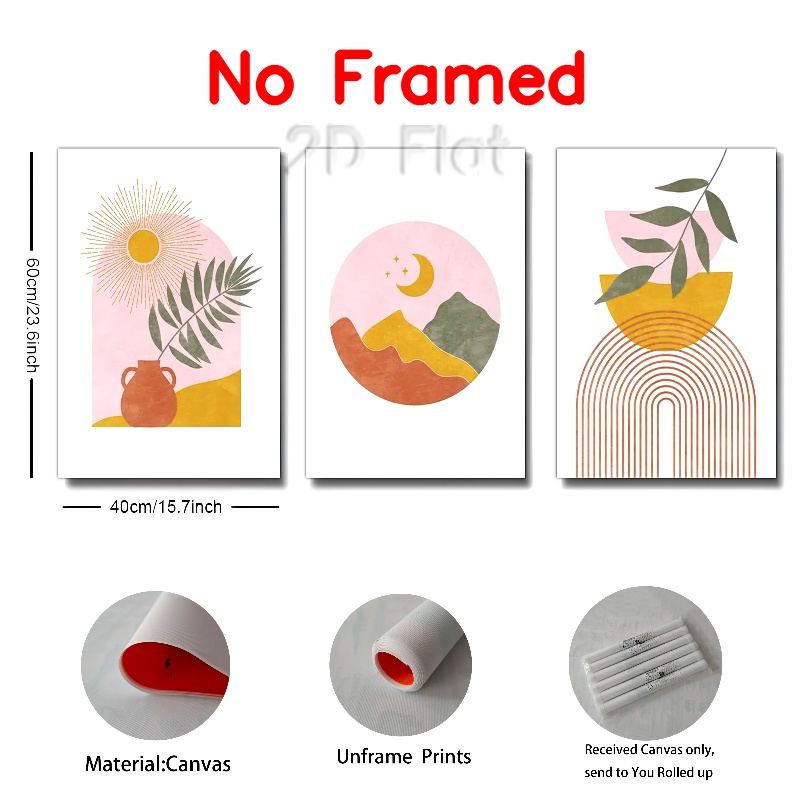 No Framed
2D Flat
60cm/23.6inch
40cm/15.7inch
Material:Canvas
Unframe Prints
Received Canvas only,
send to You Rolled up